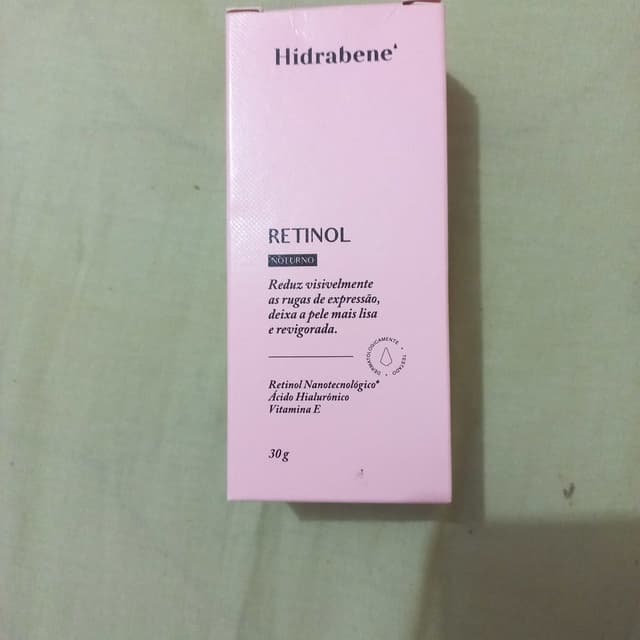 Hidrabene
RETINOL
NOTURNO
Reduz visivelmente
as rugas de expressão,
deixa a pele mais lisa
e revigorada.
DERMATOLOGICAMENTE • TESTADO •
Retinol Nanotecnológico*
Ácido Hialurônico
Vitamina E
30 g